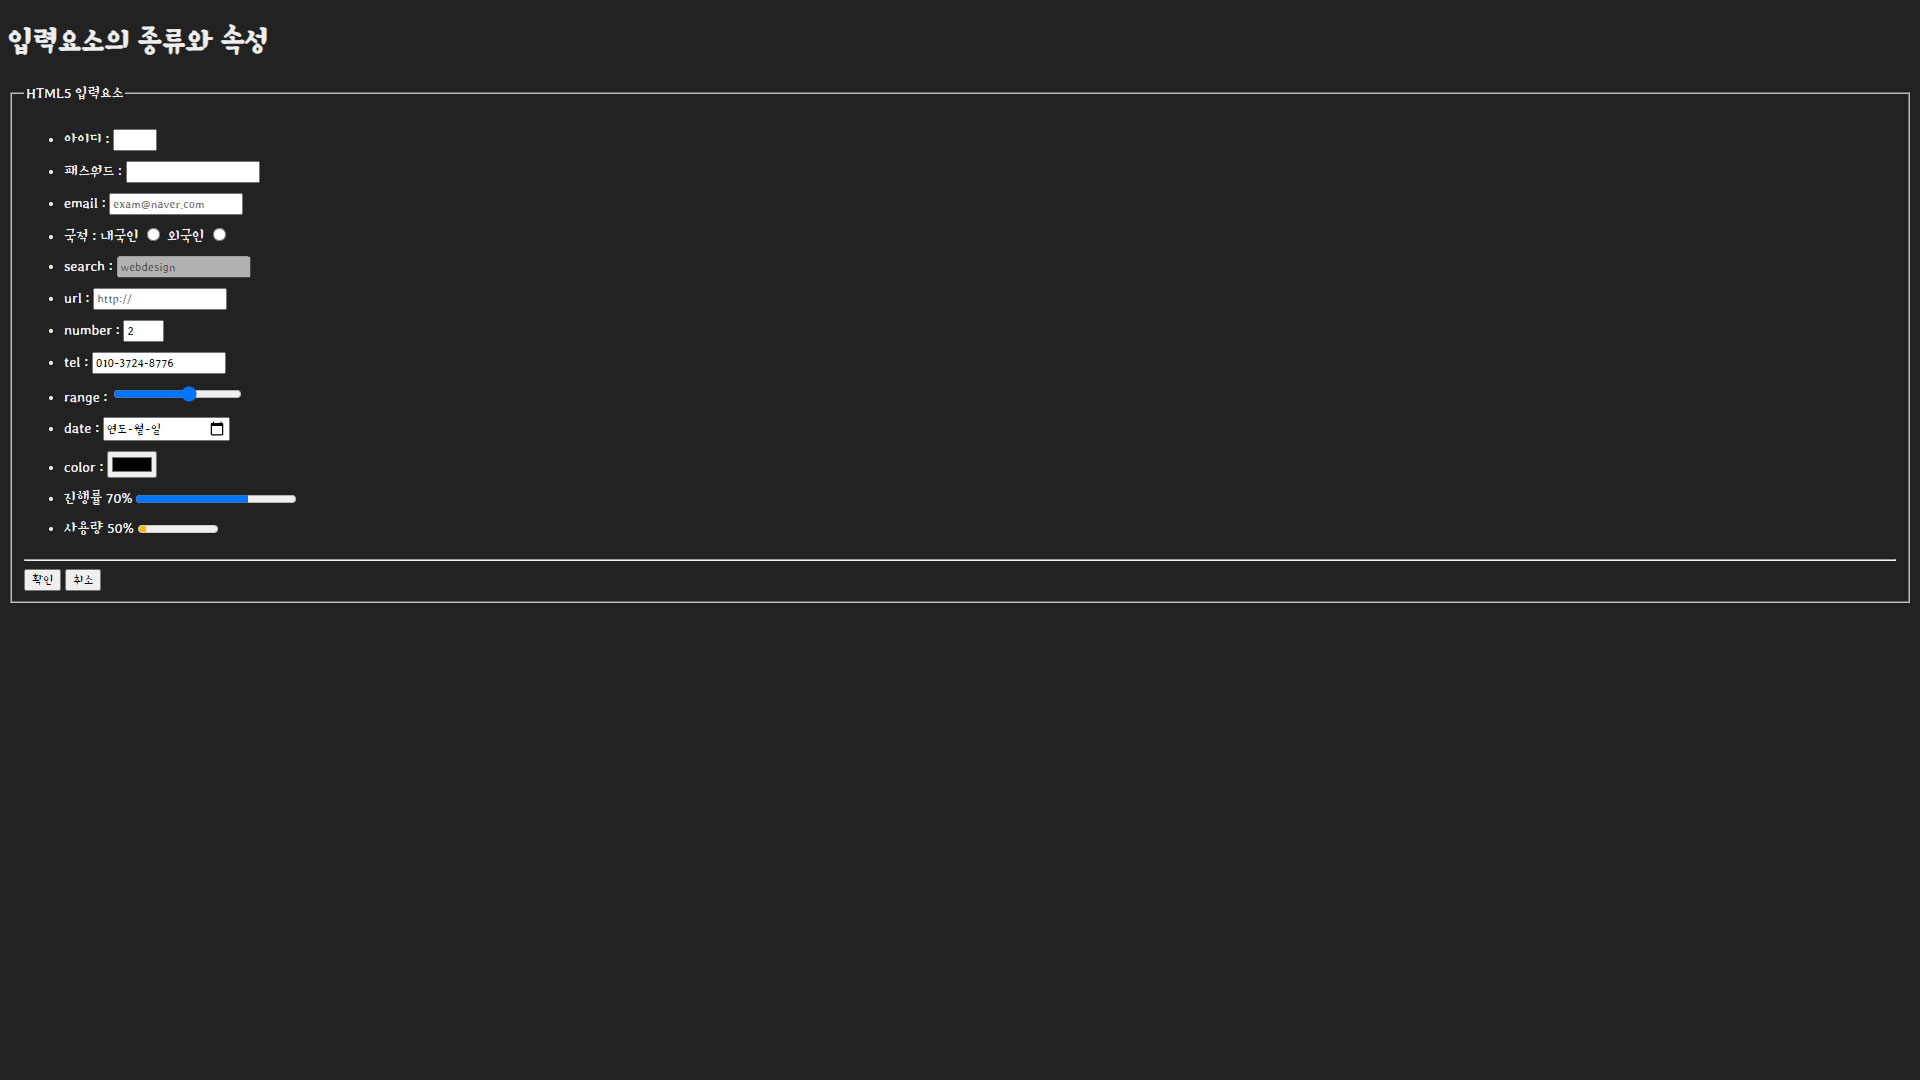 입력요소의 종류와 속성
HTML5 입력요소
아이디 :
패스워드 :
email : exam@naver.com
국적 : 내국인 외국인
search : webdesign
url : http://
number : 2
tel : 010-3724-8776
range :
date : 연도-월-일
color :
진행률 70%
사용량 50%
확인 취소